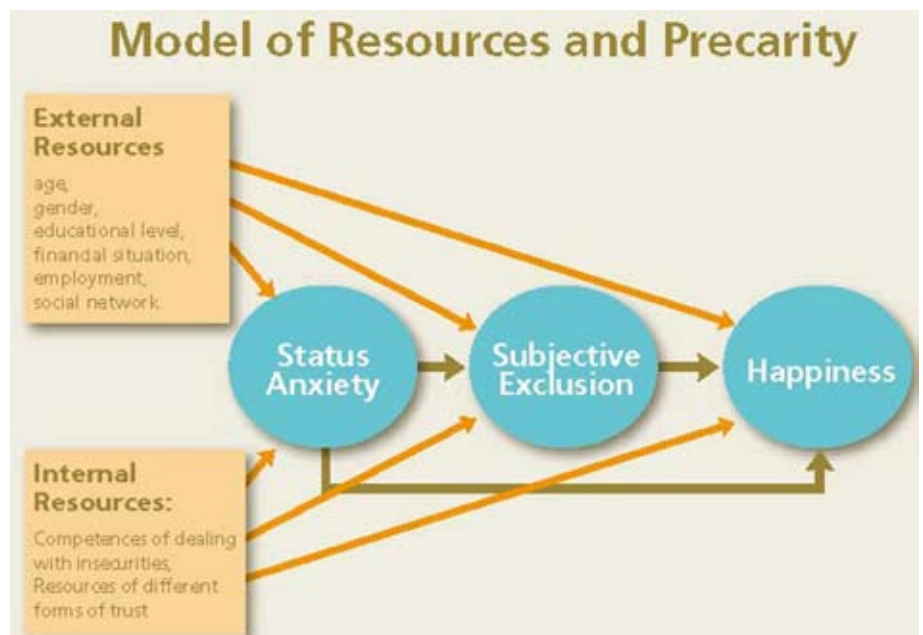 Model of Resources and Precarity
External
Resources
age,
gender,
educational level,
financial situation,
employment,
social network
Status
Anxiety
Subjective
Exclusion
Happiness
Internal
Resources:
Competences of dealing
with insecurities,
Resources of different
forms of trust